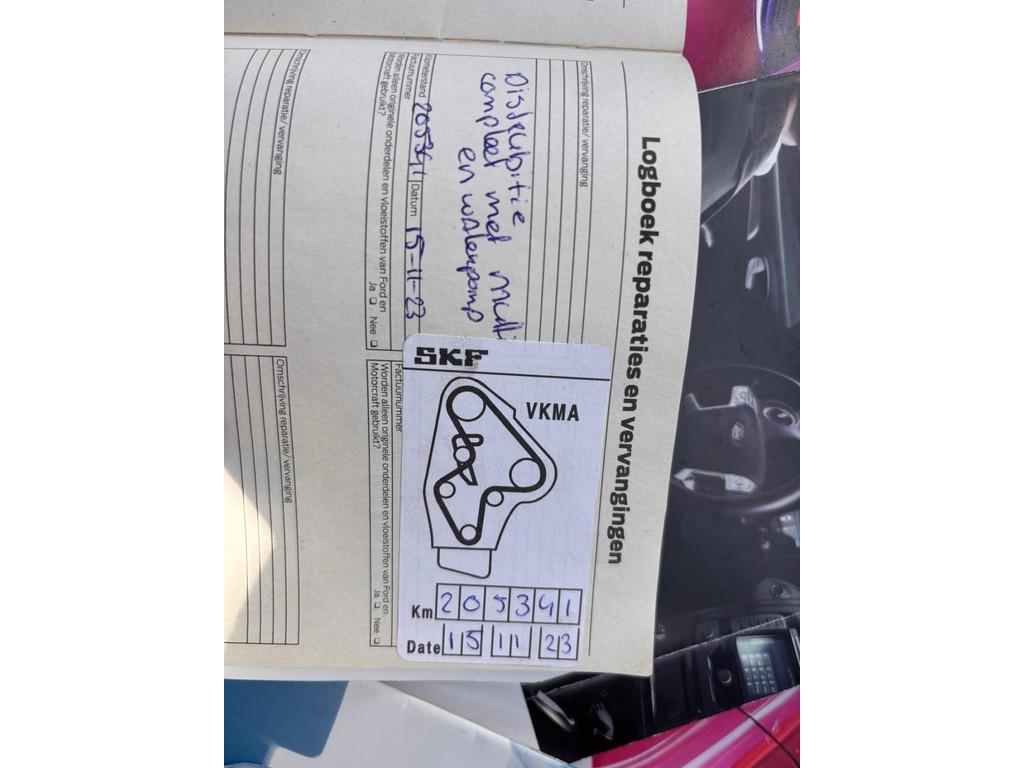 Logboek reparaties en vervangingen
Omschrijving reparatie/ vervanging
Distributie
compleet met multi
en waterpomp
Kilometerstand 205341 Datum 15-11-23
Factuurnummer
Worden alleen originele onderdelen en vloeistoffen van Ford en
Motorcraft gebruikt? Ja Nee
Omschrijving reparatie/ vervanging
SKF
VKMA
Km 205341
Date 15 11 23
Factuurnummer
Worden alleen originele onderdelen en vloeistoffen van Ford en
Motorcraft gebruikt? Ja Nee
Omschrijving reparatie/ vervanging